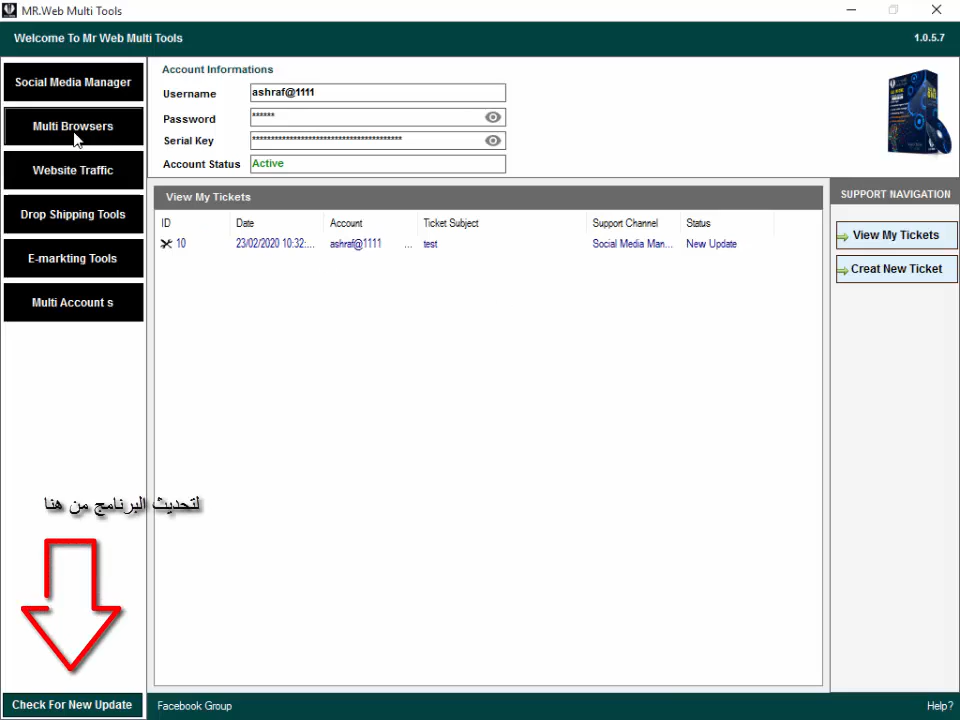 MR.Web Multi Tools
Welcome To Mr Web Multi Tools
1.0.5.7
Social Media Manager
Multi Browsers
Website Traffic
Drop Shipping Tools
E-markting Tools
Multi Account s
Account Informations
Username ashraf@1111
Password ******
Serial Key
Account Status Active
View My Tickets
ID Date Account Ticket Subject Support Channel Status
10 23/02/2020 10:32:... ashraf@1111 ... test Social Media Man... New Update
SUPPORT NAVIGATION
View My Tickets
Creat New Ticket
لتحديث البرنامج من هنا
Check For New Update
Facebook Group
Help?